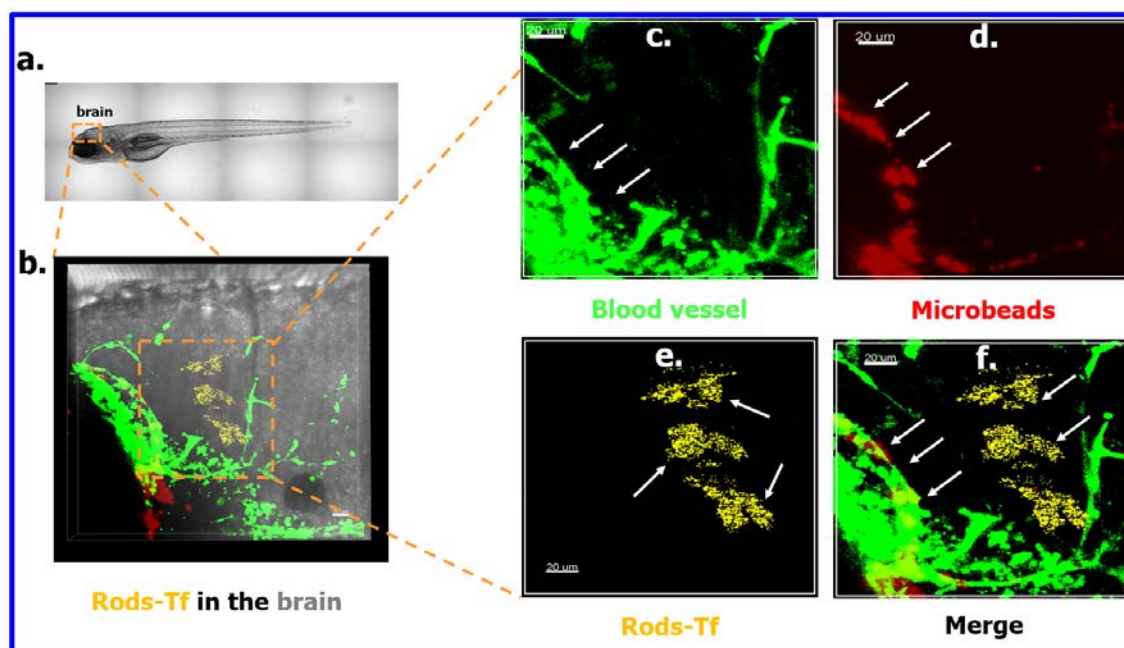 a.
brain
b.
Rods-Tf in the brain
20 um
c.
Blood vessel
20 um
d.
Microbeads
e.
20 um
Rods-Tf
20 um
f.
Merge